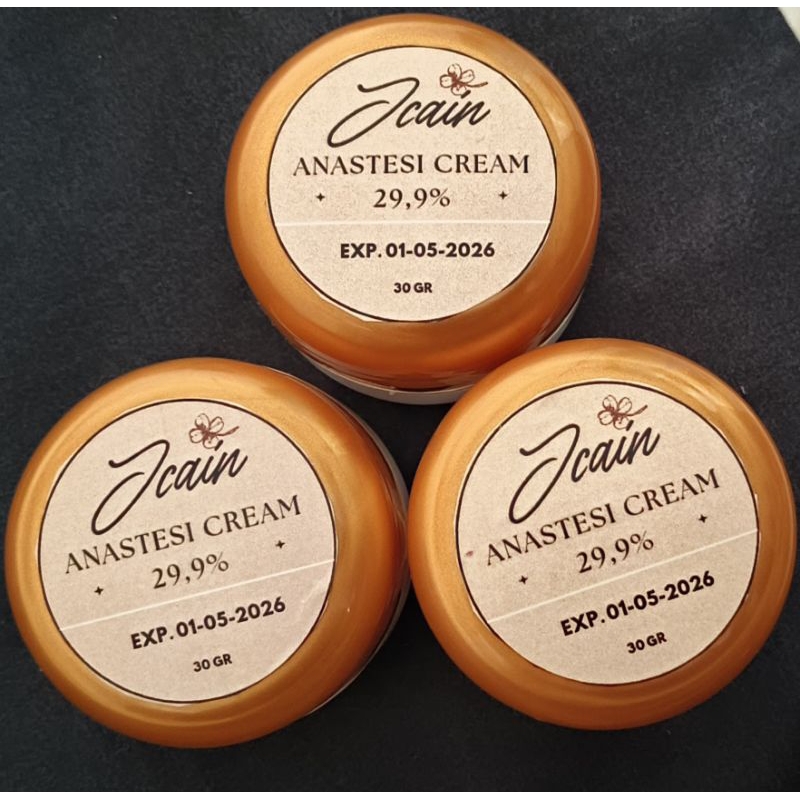 Jcain
ANASTESI CREAM
29,9%
EXP. 01-05-2026
30 GR
Jcain
ANASTESI CREAM
29,9%
EXP. 01-05-2026
30 GR
Jcain
ANASTESI CREAM
29,9%
EXP. 01-05-2026
30 GR